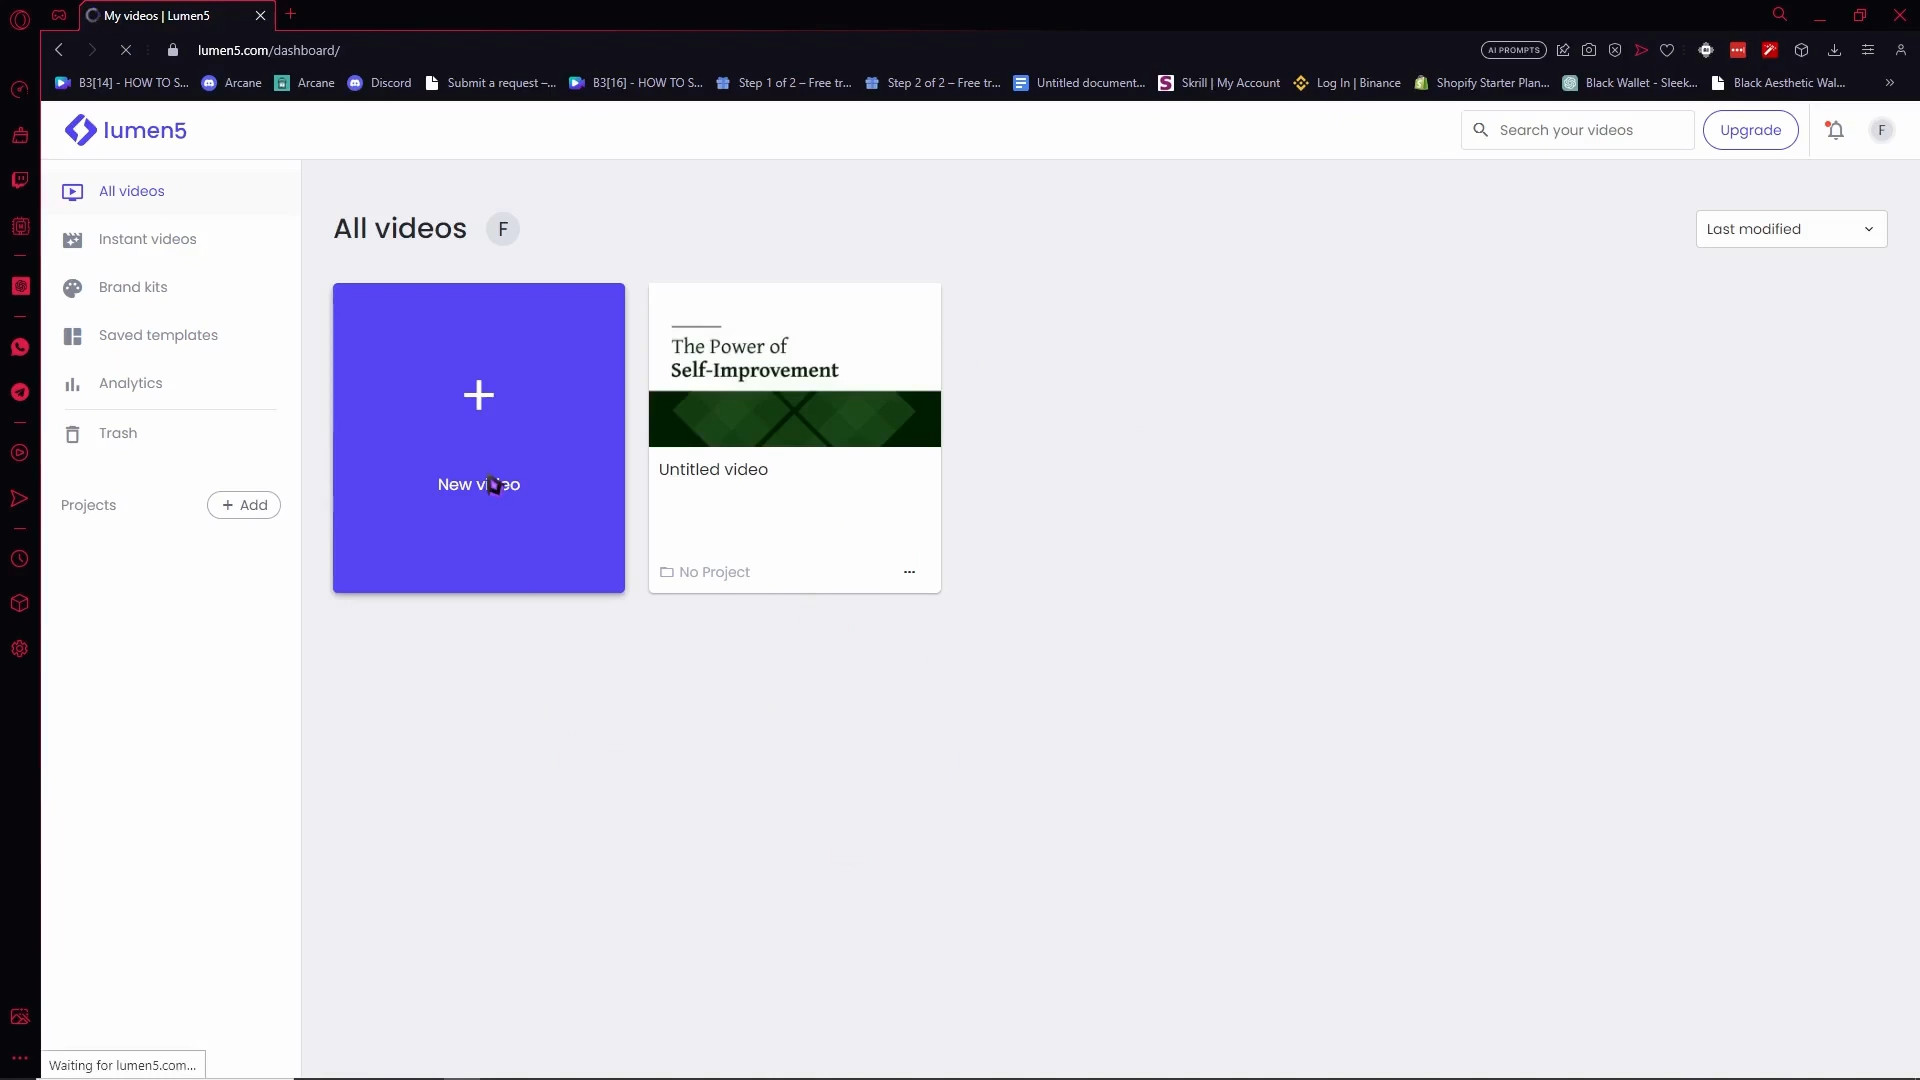 My videos | Lumen5
lumen5.com/dashboard/
AI PROMPTS
B3[14] - HOW TO S...
Arcane
Arcane
Discord
Submit a request –...
B3[16] - HOW TO S...
Step 1 of 2 – Free tr...
Step 2 of 2 – Free tr...
Untitled document...
Skrill | My Account
Log In | Binance
Shopify Starter Plan...
Black Wallet - Sleek...
Black Aesthetic Wal...
lumen5
Search your videos
Upgrade
F
All videos
Instant videos
Brand kits
Saved templates
Analytics
Trash
Projects
+ Add
All videos
F
Last modified
New video
The Power of
Self-Improvement
Untitled video
No Project
Waiting for lumen5.com...